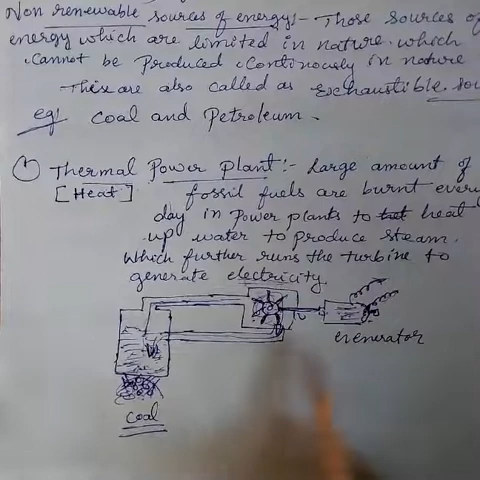 Non renewable sources of energy:- Those sources of
energy which are limited in nature. which
cannot be produced continously in nature
These are also called as Exhaustible sou
eg: Coal and Petroleum.
① Thermal Power Plant:- Large amount of
[Heat] fossil fuels are burnt every
day in power plants to heat
up water to produce steam.
Which further runs the turbine to
generate electricity
Generator
W
coal